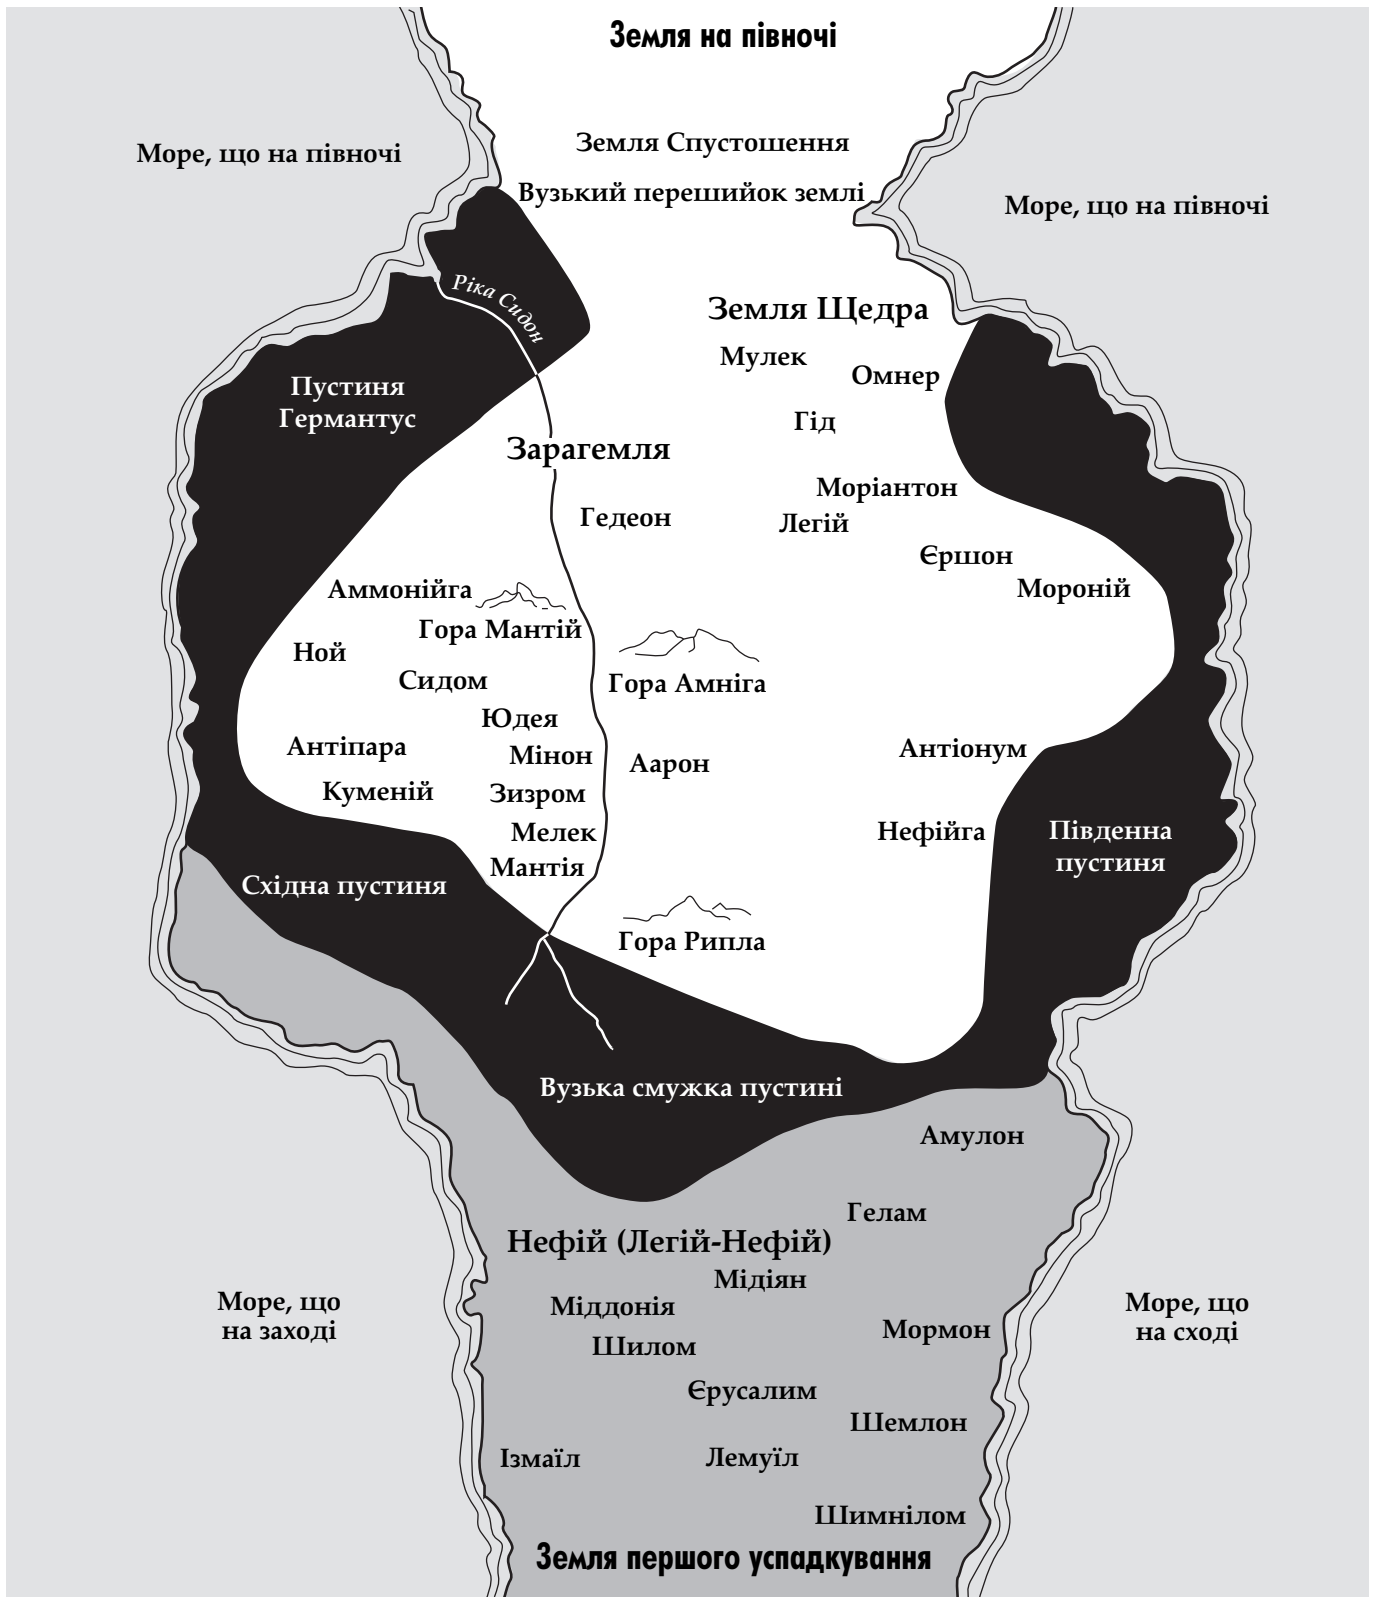 Земля на півночі
Земля Спустошення
Море, що на півночі
Вузький перешийок землі
Море, що на півночі
Ріка Сидон
Земля Щедра
Мулек
Омнер
Пустиня
Германтус
Гід
Зарагемля
Моріантон
Гедеон
Легій
Єршон
Аммонійга
Мороній
Гора Мантій
Ной
Сидом
Гора Амніга
Юдея
Антіпара
Мінон
Аарон
Антіонум
Куменій
Зизром
Мелек
Нефійга
Південна
пустиня
Мантія
Східна пустиня
Гора Рипла
Вузька смужка пустині
Амулон
Гелам
Нефій (Легій-Нефій)
Мідіян
Море, що
на заході
Міддонія
Море, що
на сході
Мормон
Шилом
Єрусалим
Шемлон
Ізмаїл
Лемуїл
Шимнілом
Земля першого успадкування